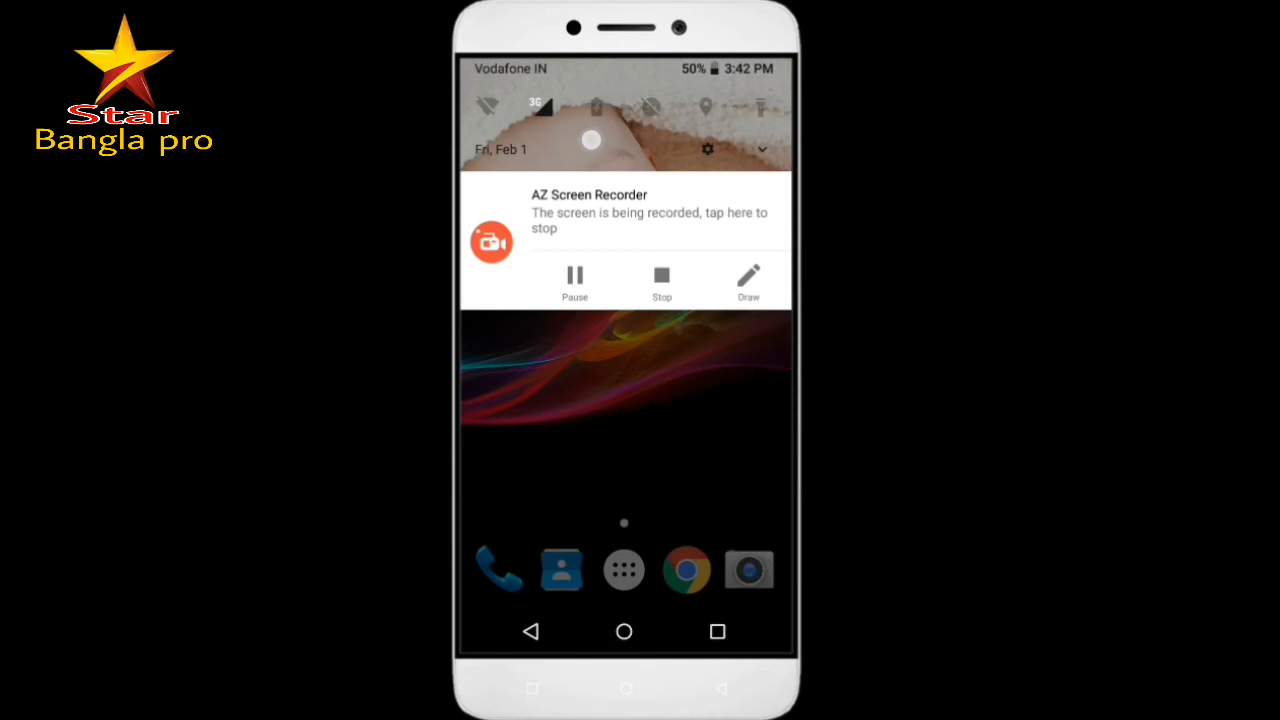 Star
Bangla pro
Vodafone IN
50% 3:42 PM
3G
Fri, Feb 1
AZ Screen Recorder
The screen is being recorded, tap here to
stop
Pause Stop Draw